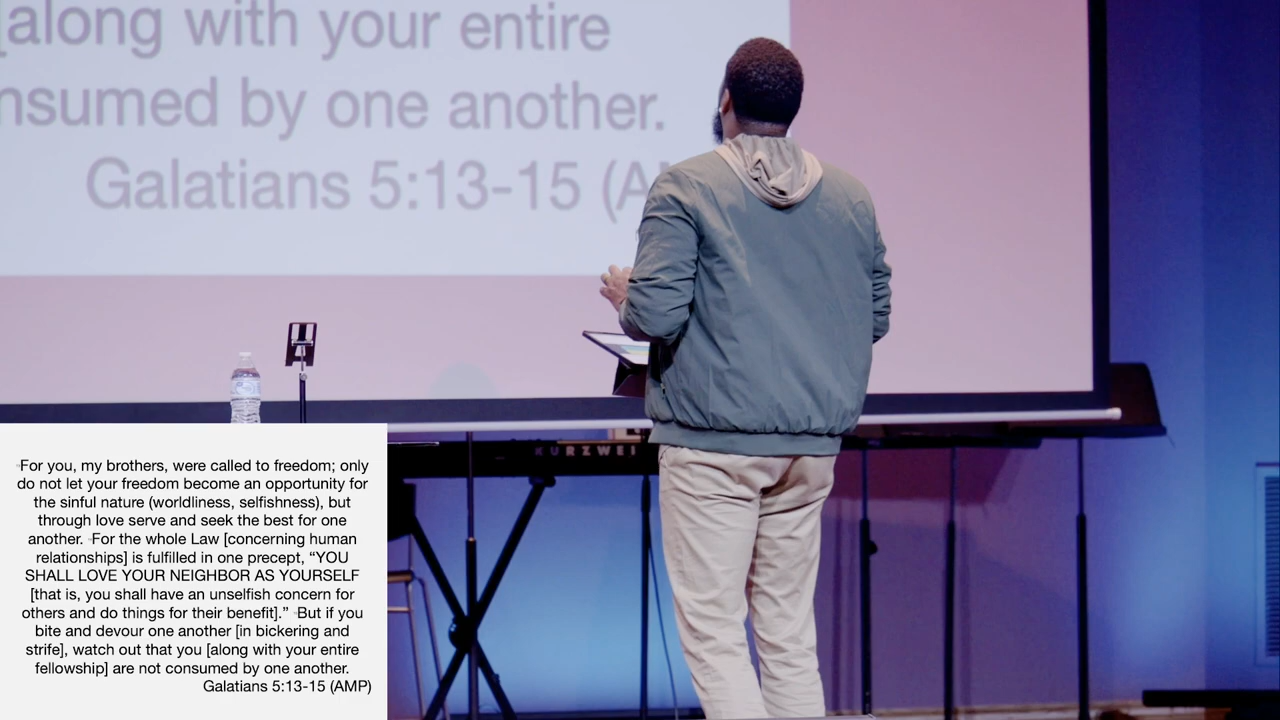 [along with your entire
nsumed by one another.
Galatians 5:13-15 (A
KURZWEI
For you, my brothers, were called to freedom; only
do not let your freedom become an opportunity for
the sinful nature (worldliness, selfishness), but
through love serve and seek the best for one
another. For the whole Law [concerning human
relationships] is fulfilled in one precept, “YOU
SHALL LOVE YOUR NEIGHBOR AS YOURSELF
[that is, you shall have an unselfish concern for
others and do things for their benefit].” But if you
bite and devour one another [in bickering and
strife], watch out that you [along with your entire
fellowship] are not consumed by one another.
Galatians 5:13-15 (AMP)